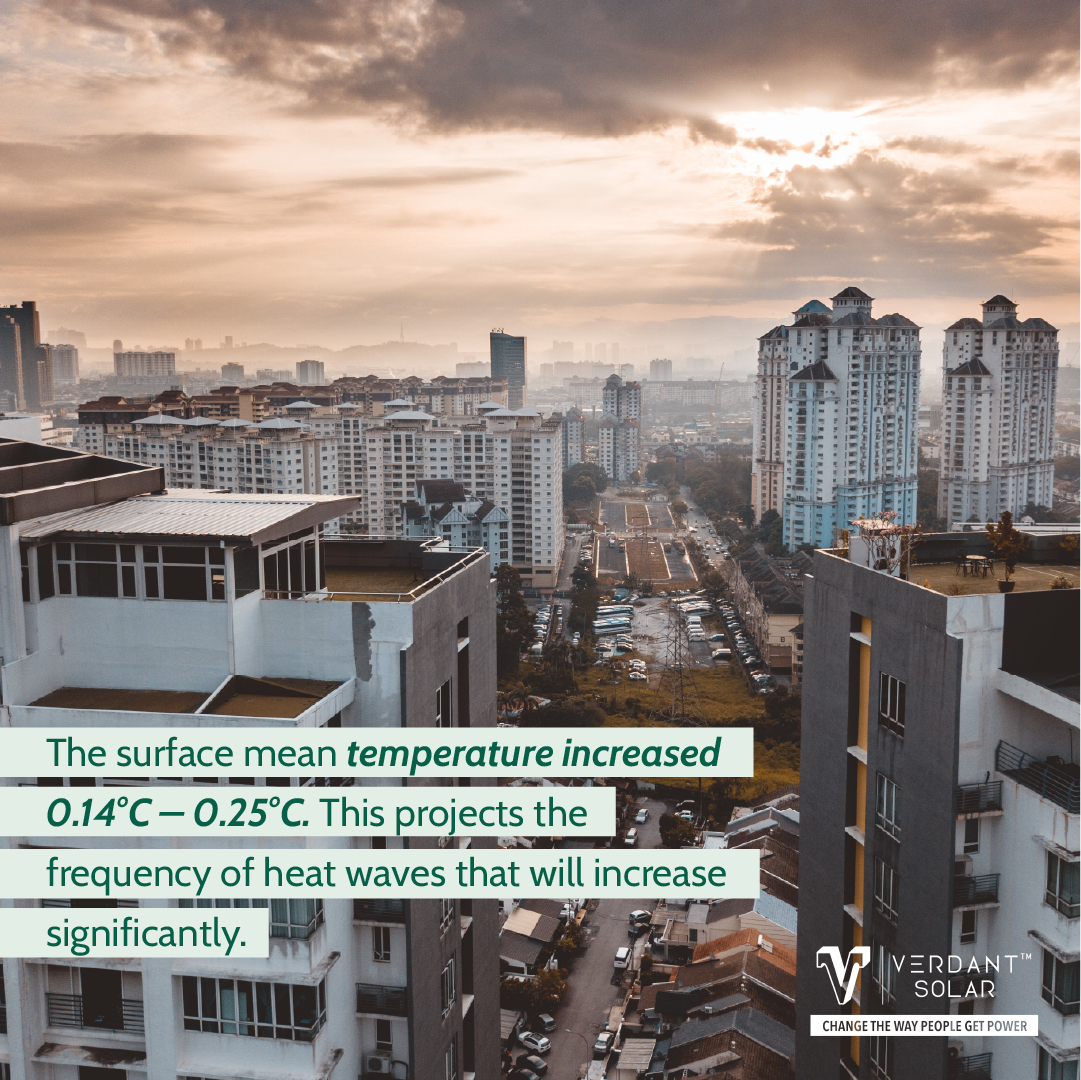 The surface mean temperature increased
0.14°C – 0.25°C. This projects the
frequency of heat waves that will increase
significantly.
VERDANT™
SOLAR
CHANGE THE WAY PEOPLE GET POWER